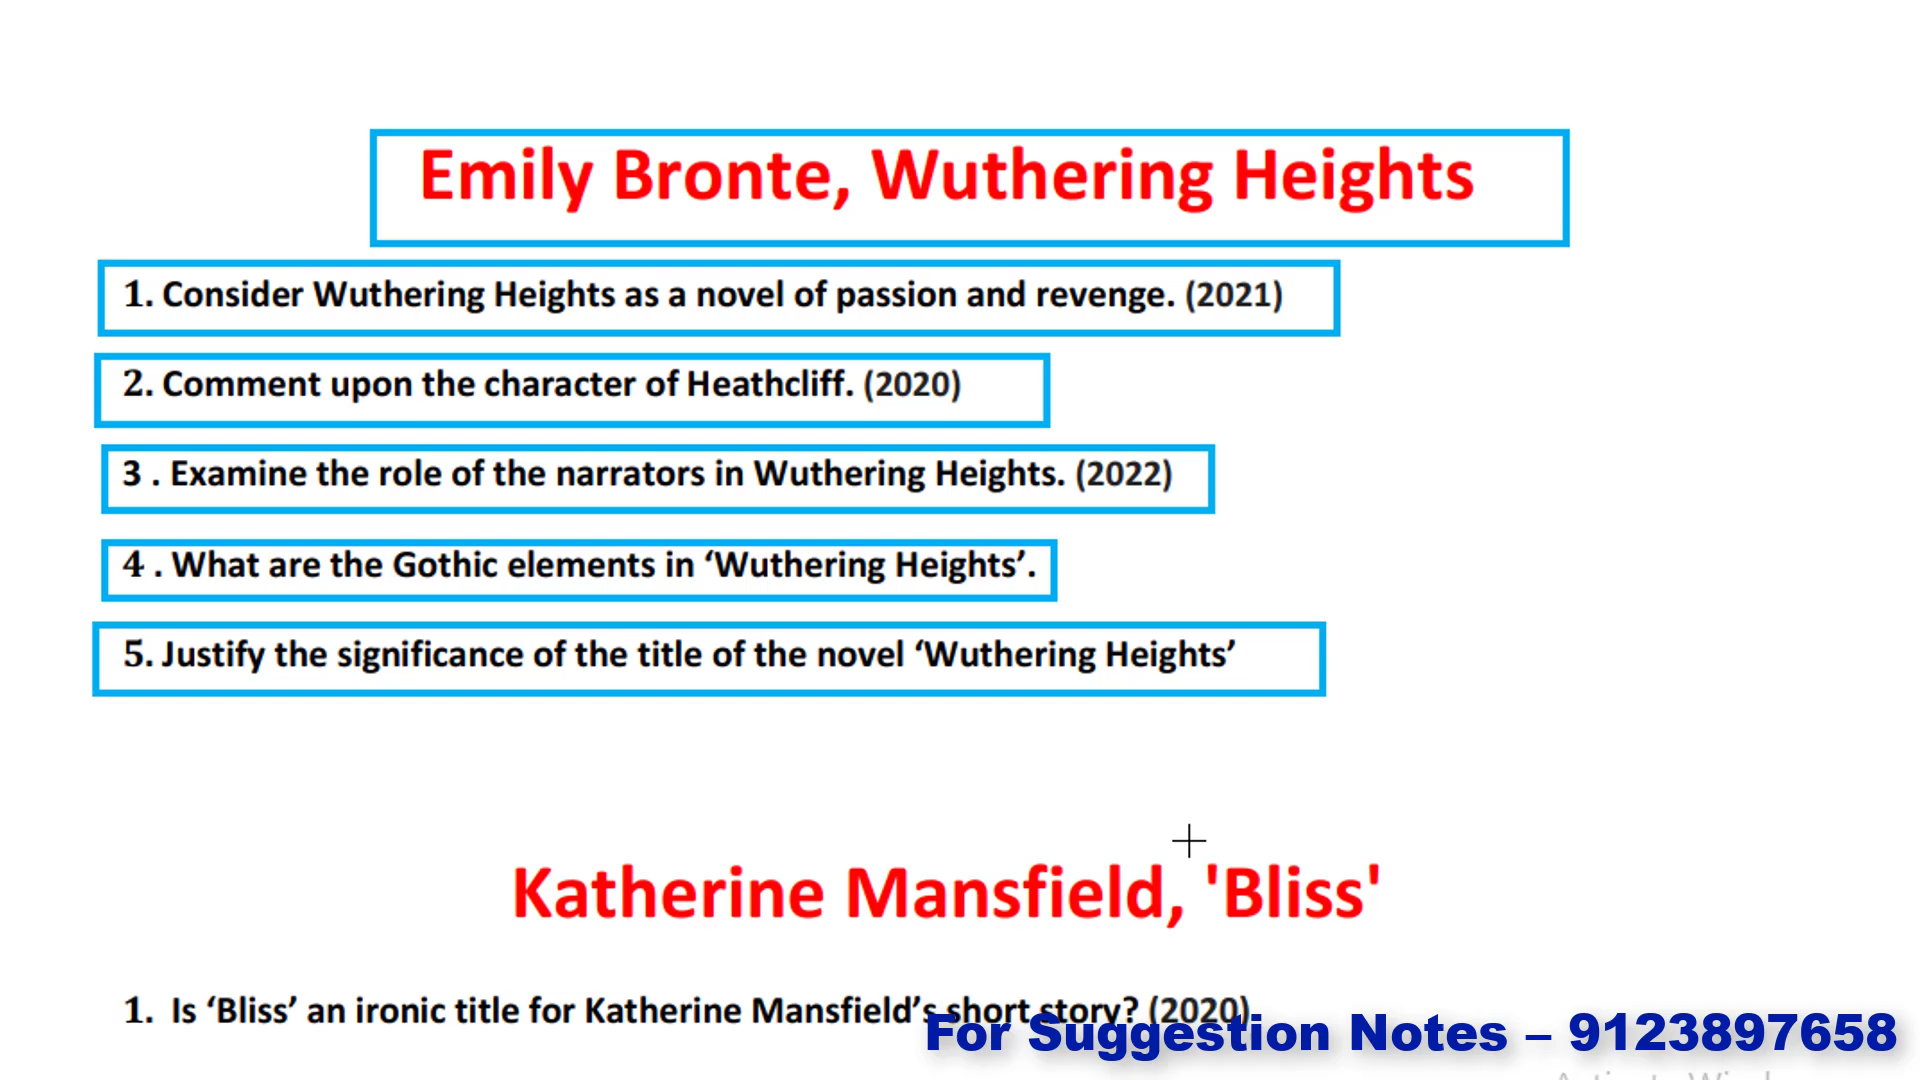 Emily Bronte, Wuthering Heights
1. Consider Wuthering Heights as a novel of passion and revenge. (2021)
2. Comment upon the character of Heathcliff. (2020)
3 . Examine the role of the narrators in Wuthering Heights. (2022)
4 . What are the Gothic elements in ‘Wuthering Heights’.
5. Justify the significance of the title of the novel ‘Wuthering Heights’
Katherine Mansfield, 'Bliss'
1. Is ‘Bliss’ an ironic title for Katherine Mansfield’s short story? (2020)
For Suggestion Notes – 9123897658